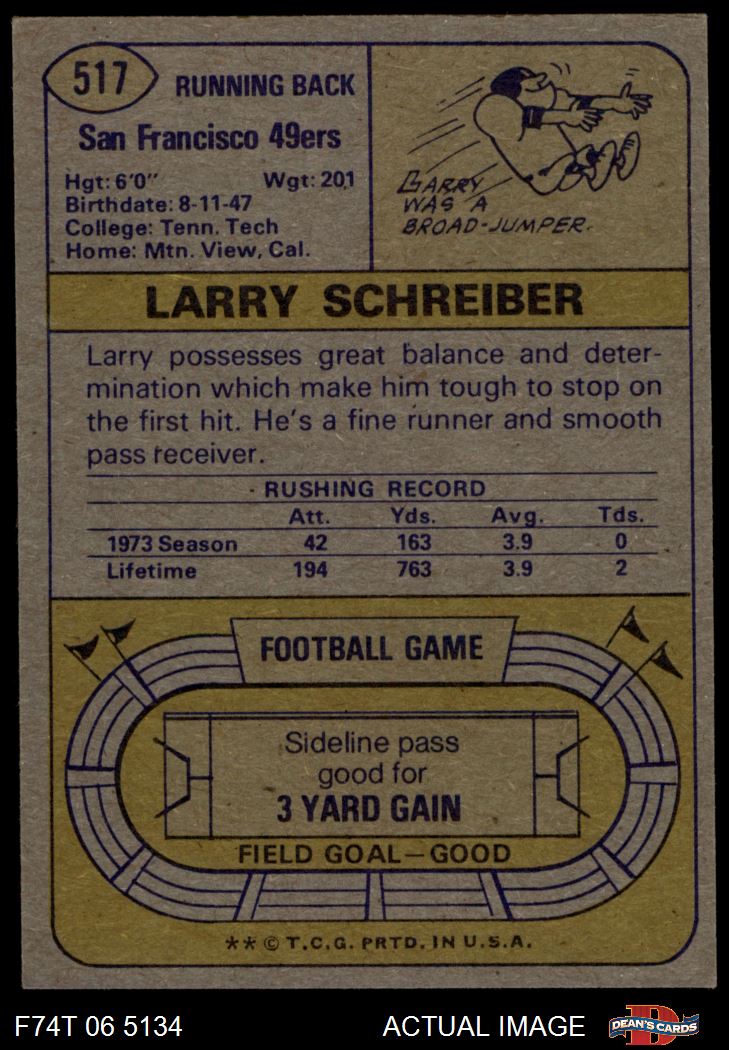 517
RUNNING BACK
San Francisco 49ers
Hgt: 6'0" Wgt: 201
Birthdate: 8-11-47
College: Tenn. Tech
Home: Mtn. View, Cal.
LARRY
WAS A
BROAD-JUMPER.
LARRY SCHREIBER
Larry possesses great balance and deter-
mination which make him tough to stop on
the first hit. He's a fine runner and smooth
pass receiver.
RUSHING RECORD
Att. Yds. Avg. Tds.
1973 Season 42 163 3.9 0
Lifetime 194 763 3.9 2
FOOTBALL GAME
Sideline pass
good for
3 YARD GAIN
FIELD GOAL—GOOD
** © T.C.G. PRTD. IN U.S.A.
F74T 06 5134 ACTUAL IMAGE
D
DEAN'S CARDS